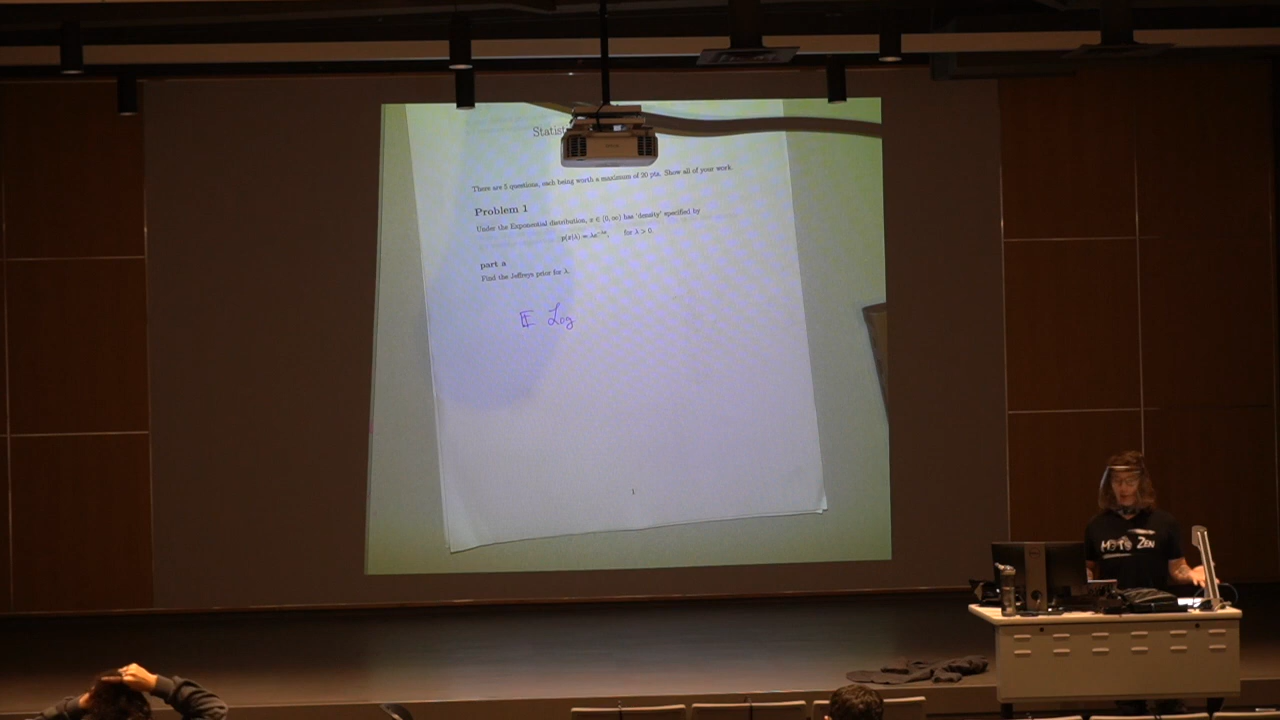 Statist
There are 5 questions, each being worth a maximum of 20 pts. Show all of your work.
Problem 1
Under the Exponential distribution, x ∈ (0, ∞) has 'density' specified by
p(x|λ) = λe^{-λx}, for λ > 0.
part a
Find the Jeffreys prior for λ.
𝔼 Log
1
ZEN